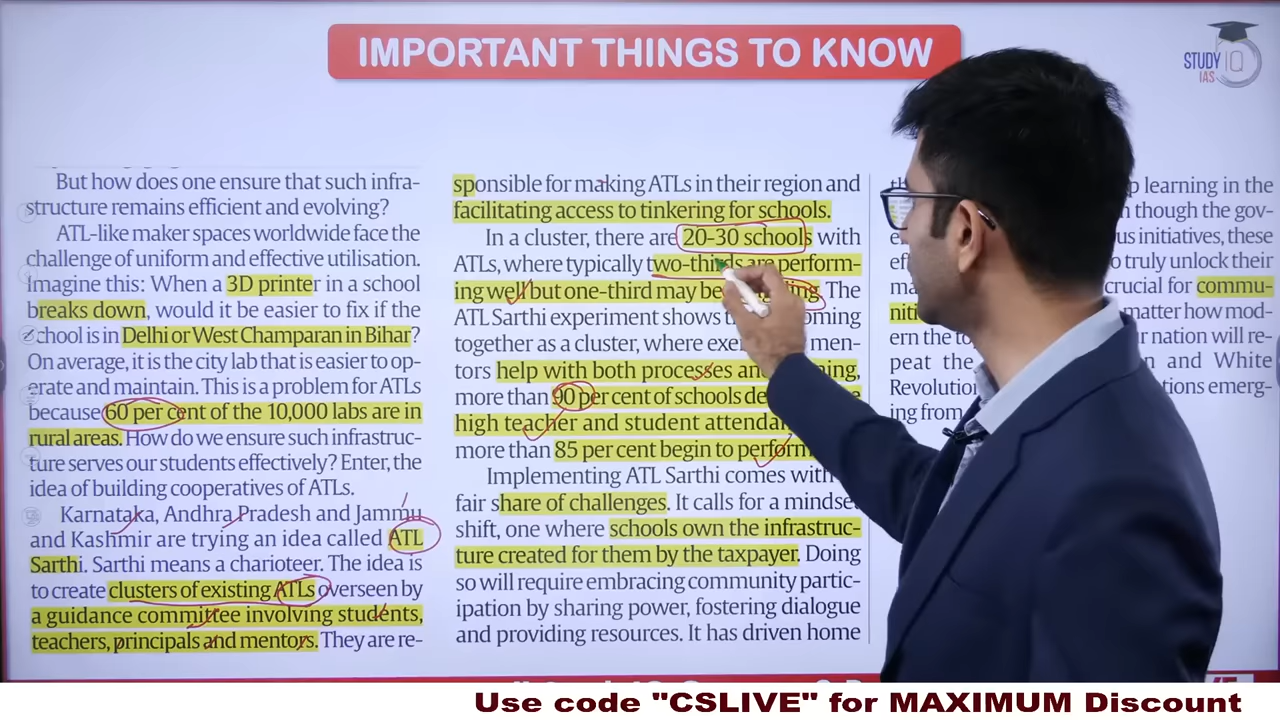 IMPORTANT THINGS TO KNOW
STUDY IQ
IAS
But how does one ensure that such infra-
structure remains efficient and evolving?
ATL-like maker spaces worldwide face the
challenge of uniform and effective utilisation.
Imagine this: When a 3D printer in a school
breaks down, would it be easier to fix if the
school is in Delhi or West Champaran in Bihar?
On average, it is the city lab that is easier to op-
erate and maintain. This is a problem for ATLs
because 60 per cent of the 10,000 labs are in
rural areas. How do we ensure such infrastruc-
ture serves our students effectively? Enter, the
idea of building cooperatives of ATLs.
Karnataka, Andhra Pradesh and Jammu
and Kashmir are trying an idea called ATL
Sarthi. Sarthi means a charioteer. The idea is
to create clusters of existing ATLs overseen by
a guidance committee involving students,
teachers, principals and mentors. They are re-
sponsible for making ATLs in their region and
facilitating access to tinkering for schools.
In a cluster, there are 20-30 schools with
ATLs, where typically two-thirds are perform-
ing well but one-third may be The
ATL Sarthi experiment shows coming
together as a cluster, where men-
tors help with both processes
more than 90 per cent of schools
high teacher and student
more than 85 per cent begin to perform
Implementing ATL Sarthi comes with
fair share of challenges. It calls for a mindset
shift, one where schools own the infrastruc-
ture created for them by the taxpayer. Doing
so will require embracing community partic-
ipation by sharing power, fostering dialogue
and providing resources. It has driven home
learning in the
though the gov-
initiatives, these
truly unlock their
crucial for commu-
matter how mod-
ern the nation will re-
peat the and White
emerg-
ing from
Use code "CSLIVE" for MAXIMUM Discount